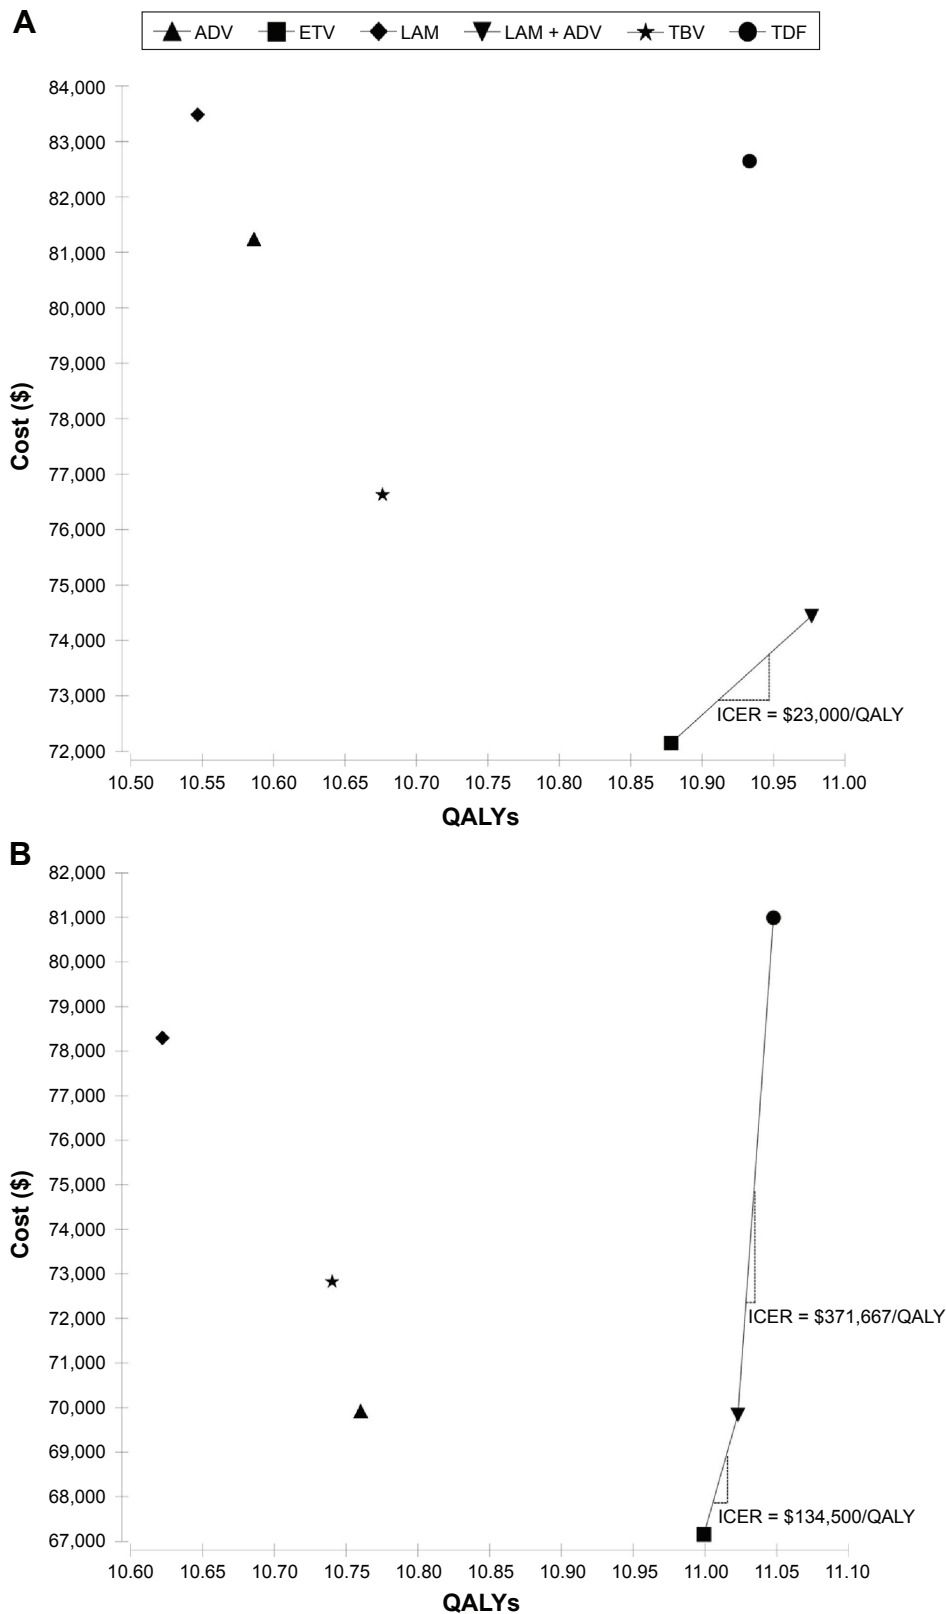 A
ADV ETV LAM LAM + ADV TBV TDF
84,000
83,000
82,000
81,000
80,000
79,000
78,000
77,000
76,000
75,000
74,000
73,000
72,000
Cost ($)
ICER = $23,000/QALY
10.50 10.55 10.60 10.65 10.70 10.75 10.80 10.85 10.90 10.95 11.00
QALYs
B
82,000
81,000
80,000
79,000
78,000
77,000
76,000
75,000
74,000
73,000
72,000
71,000
70,000
69,000
68,000
67,000
Cost ($)
ICER = $371,667/QALY
ICER = $134,500/QALY
10.60 10.65 10.70 10.75 10.80 10.85 10.90 10.95 11.00 11.05 11.10
QALYs